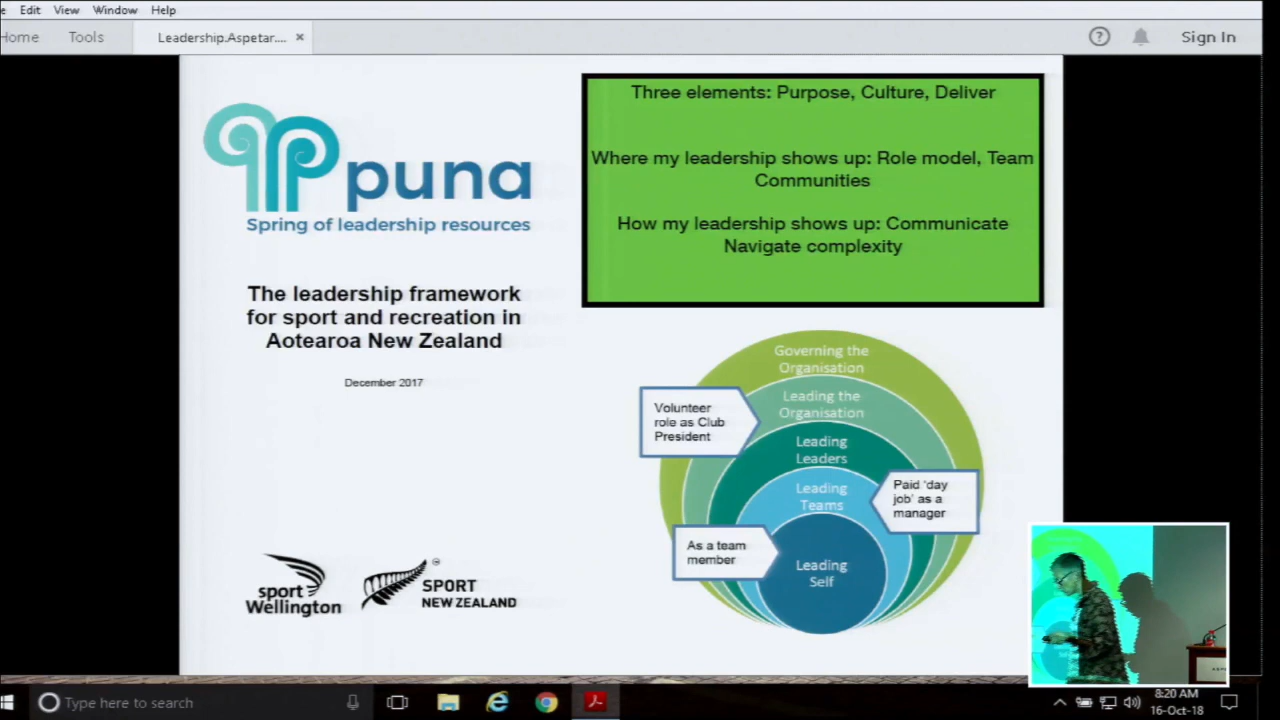 Edit View Window Help
Home Tools Leadership.Aspetar.... × ? Sign In
puna
Spring of leadership resources
The leadership framework
for sport and recreation in
Aotearoa New Zealand
December 2017
sport
Wellington
SPORT
NEW ZEALAND
Three elements: Purpose, Culture, Deliver
Where my leadership shows up: Role model, Team
Communities
How my leadership shows up: Communicate
Navigate complexity
Governing the
Organisation
Leading the
Organisation
Volunteer
role as Club
President
Leading
Leaders
Leading
Teams
Paid 'day
job' as a
manager
As a team
member
Leading
Self
Type here to search
8:20 AM
16-Oct-18